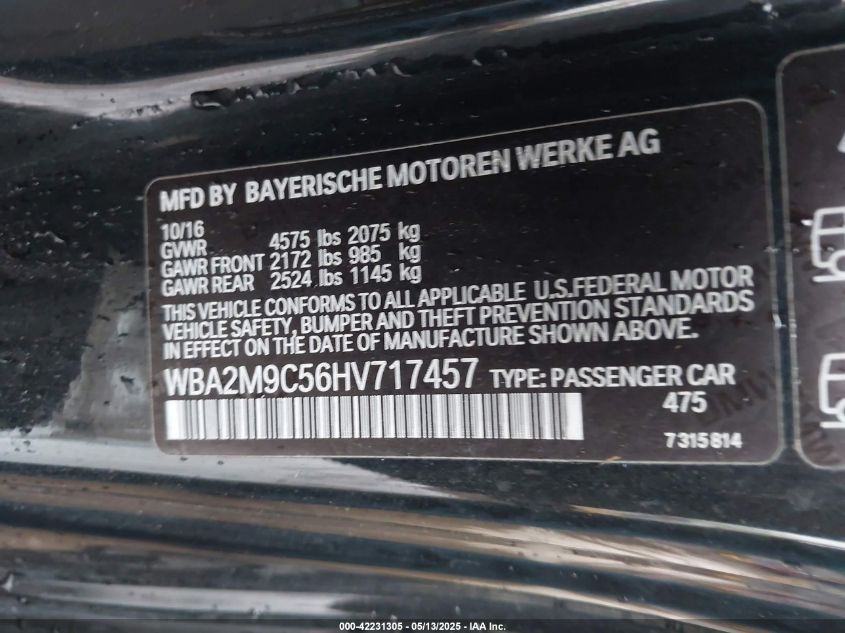 MFD BY BAYERISCHE MOTOREN WERKE AG
10/16
GVWR 4575 lbs 2075 kg
GAWR FRONT 2172 lbs 985 kg
GAWR REAR 2524 lbs 1145 kg
THIS VEHICLE CONFORMS TO ALL APPLICABLE U.S.FEDERAL MOTOR
VEHICLE SAFETY, BUMPER AND THEFT PREVENTION STANDARDS
IN EFFECT ON THE DATE OF MANUFACTURE SHOWN ABOVE.
WBA2M9C56HV717457 TYPE: PASSENGER CAR
475
7315814
000-42231305 - 05/13/2025 - IAA Inc.